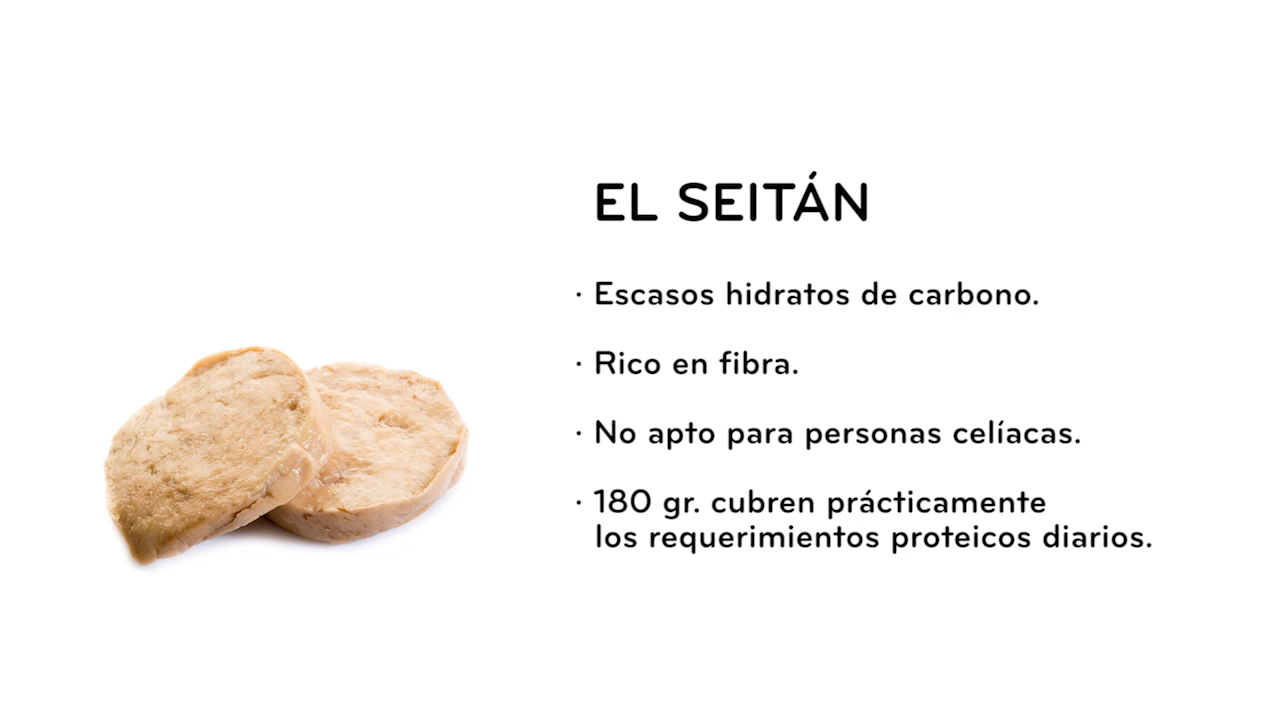 EL SEITÁN
· Escasos hidratos de carbono.
· Rico en fibra.
· No apto para personas celíacas.
· 180 gr. cubren prácticamente
los requerimientos proteicos diarios.